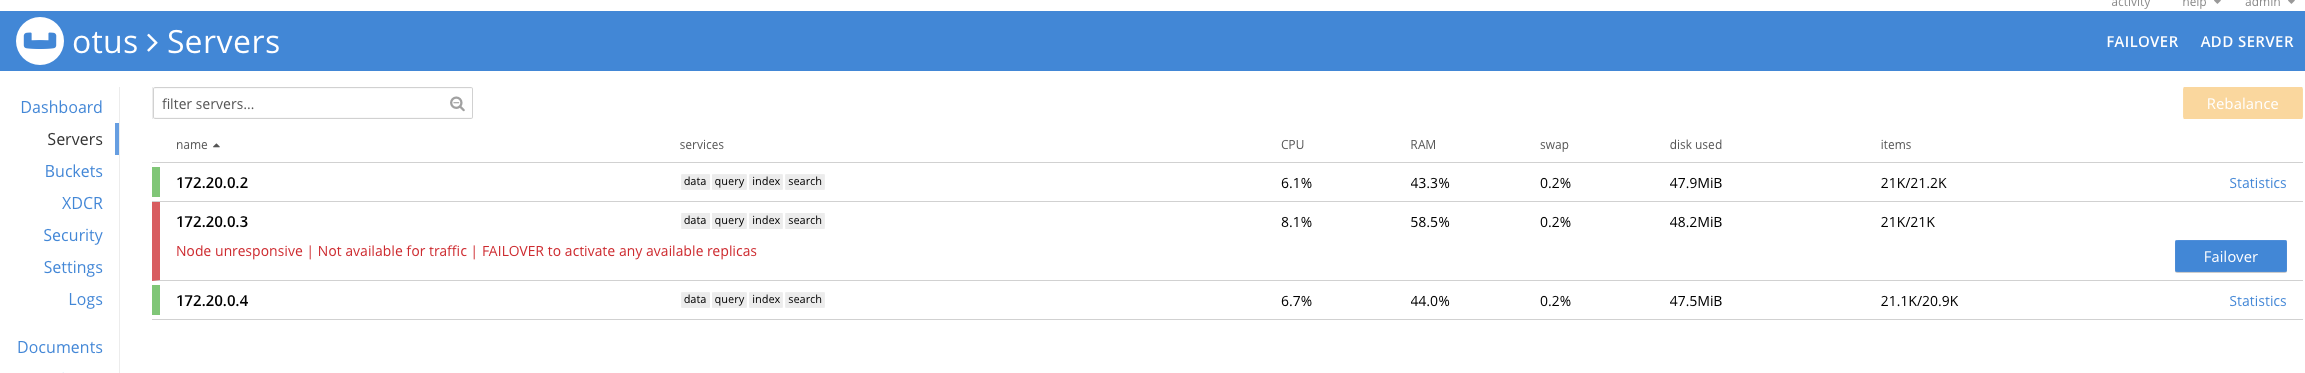 activity help admin
otus > Servers FAILOVER ADD SERVER
Dashboard
Servers
Buckets
XDCR
Security
Settings
Logs
Documents
filter servers...
Rebalance
name services CPU RAM swap disk used items
172.20.0.2 data query index search 6.1% 43.3% 0.2% 47.9MiB 21K/21.2K Statistics
172.20.0.3 data query index search 8.1% 58.5% 0.2% 48.2MiB 21K/21K
Node unresponsive | Not available for traffic | FAILOVER to activate any available replicas
Failover
172.20.0.4 data query index search 6.7% 44.0% 0.2% 47.5MiB 21.1K/20.9K Statistics